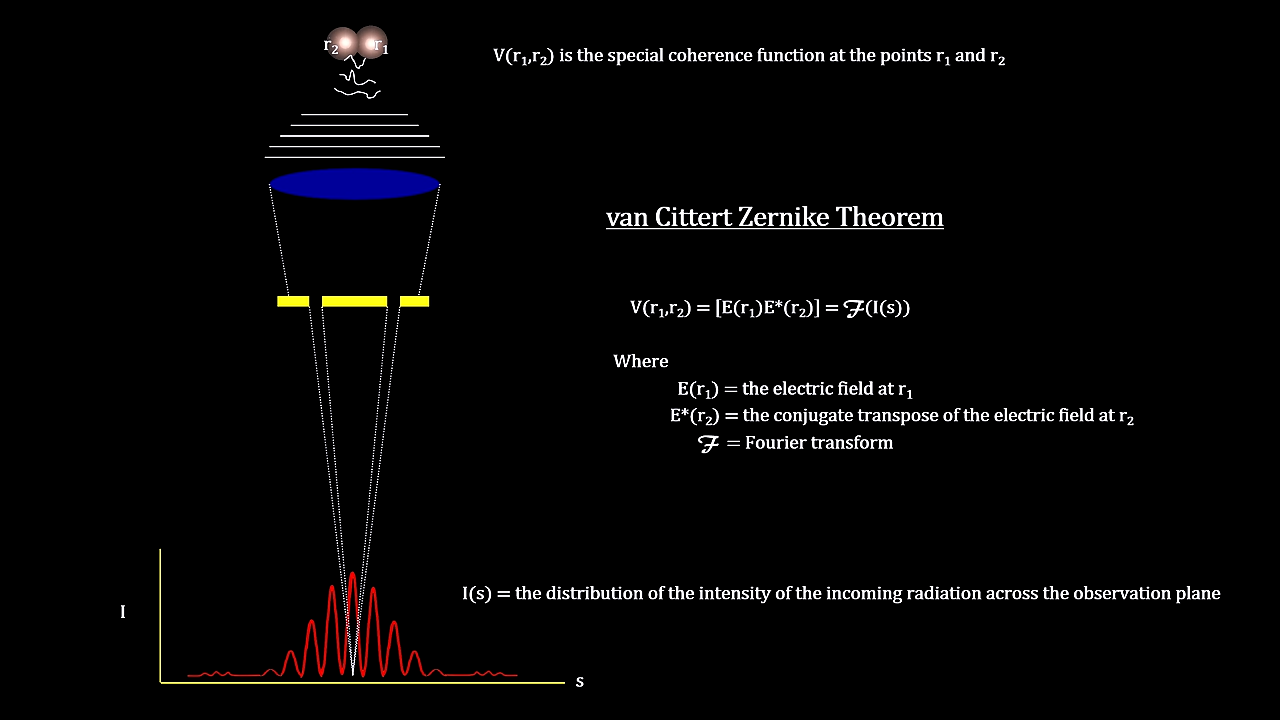 r₂ r₁
V(r₁,r₂) is the special coherence function at the points r₁ and r₂
van Cittert Zernike Theorem
V(r₁,r₂) = [E(r₁)E*(r₂)] = ℱ(I(s))
Where
E(r₁) = the electric field at r₁
E*(r₂) = the conjugate transpose of the electric field at r₂
ℱ = Fourier transform
I(s) = the distribution of the intensity of the incoming radiation across the observation plane
I
s